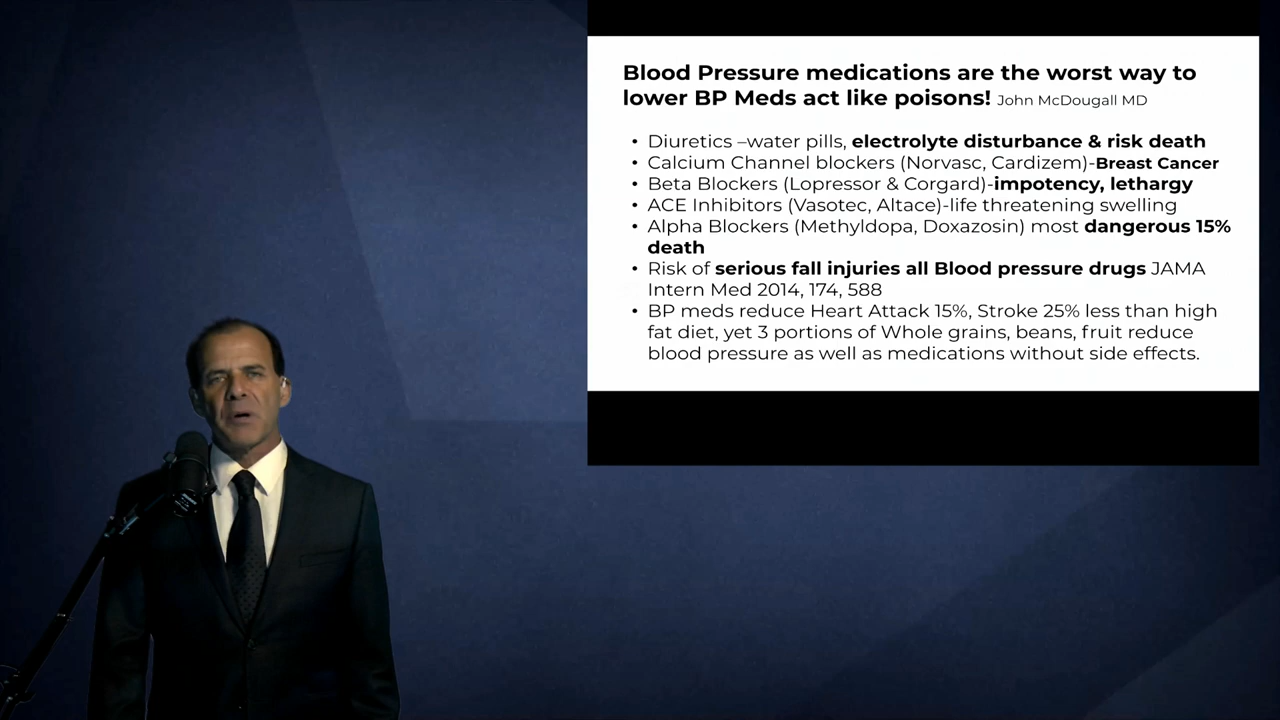 Blood Pressure medications are the worst way to
lower BP Meds act like poisons! John McDougall MD
• Diuretics –water pills, electrolyte disturbance & risk death
• Calcium Channel blockers (Norvasc, Cardizem)-Breast Cancer
• Beta Blockers (Lopressor & Corgard)-impotency, lethargy
• ACE Inhibitors (Vasotec, Altace)-life threatening swelling
• Alpha Blockers (Methyldopa, Doxazosin) most dangerous 15%
death
• Risk of serious fall injuries all Blood pressure drugs JAMA
Intern Med 2014, 174, 588
• BP meds reduce Heart Attack 15%, Stroke 25% less than high
fat diet, yet 3 portions of Whole grains, beans, fruit reduce
blood pressure as well as medications without side effects.